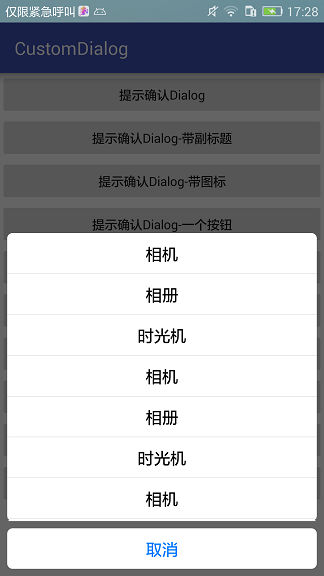 仅限紧急呼叫 17:28
CustomDialog
提示确认Dialog
提示确认Dialog-带副标题
提示确认Dialog-带图标
提示确认Dialog-一个按钮
相机
相册
时光机
相机
相册
时光机
相机
取消